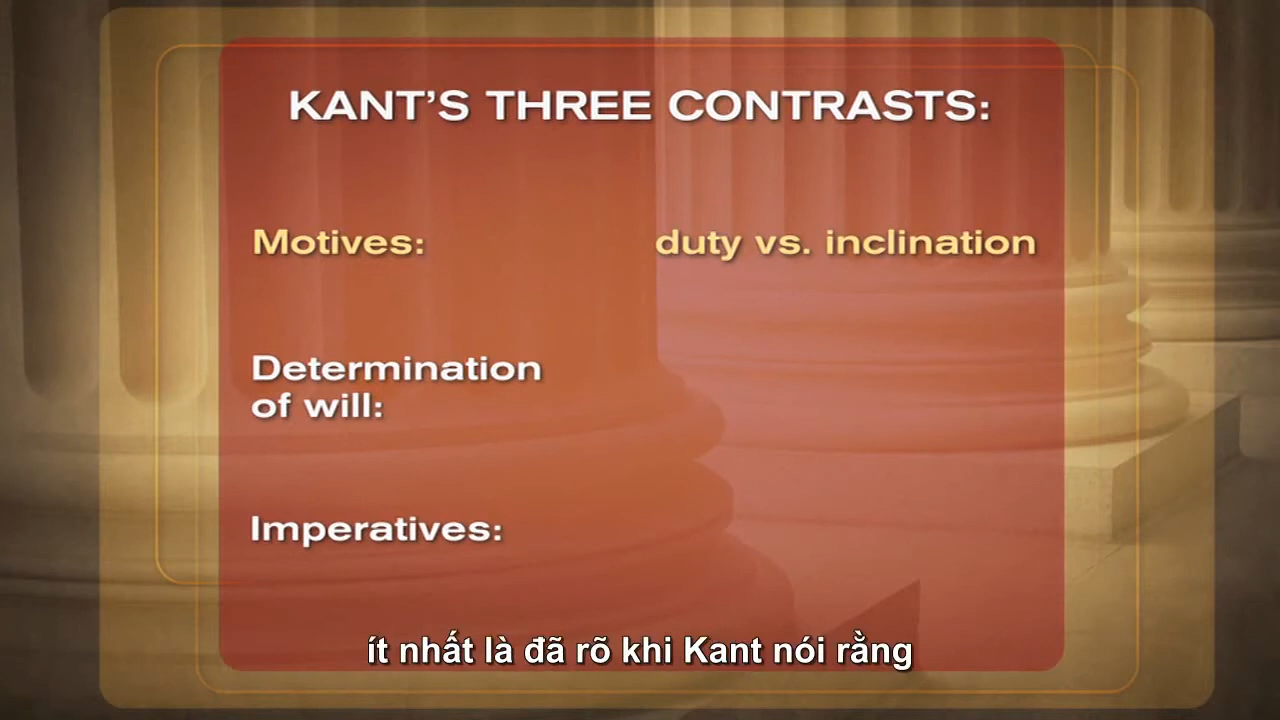 KANT'S THREE CONTRASTS:
Motives: duty vs. inclination
Determination
of will:
Imperatives:
ít nhất là đã rõ khi Kant nói rằng